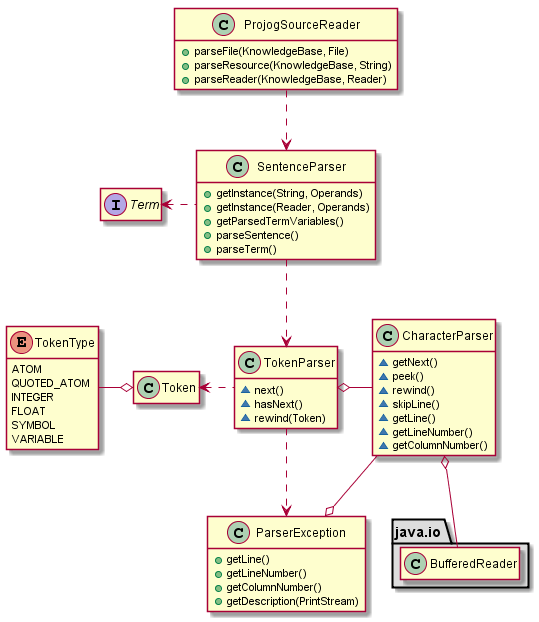 C ProjogSourceReader
parseFile(KnowledgeBase, File)
parseResource(KnowledgeBase, String)
parseReader(KnowledgeBase, Reader)
C SentenceParser
getInstance(String, Operands)
getInstance(Reader, Operands)
getParsedTermVariables()
parseSentence()
parseTerm()
I Term
E TokenType
ATOM
QUOTED_ATOM
INTEGER
FLOAT
SYMBOL
VARIABLE
C Token
C TokenParser
next()
hasNext()
rewind(Token)
C CharacterParser
getNext()
peek()
rewind()
skipLine()
getLine()
getLineNumber()
getColumnNumber()
C ParserException
getLine()
getLineNumber()
getColumnNumber()
getDescription(PrintStream)
java.io
C BufferedReader